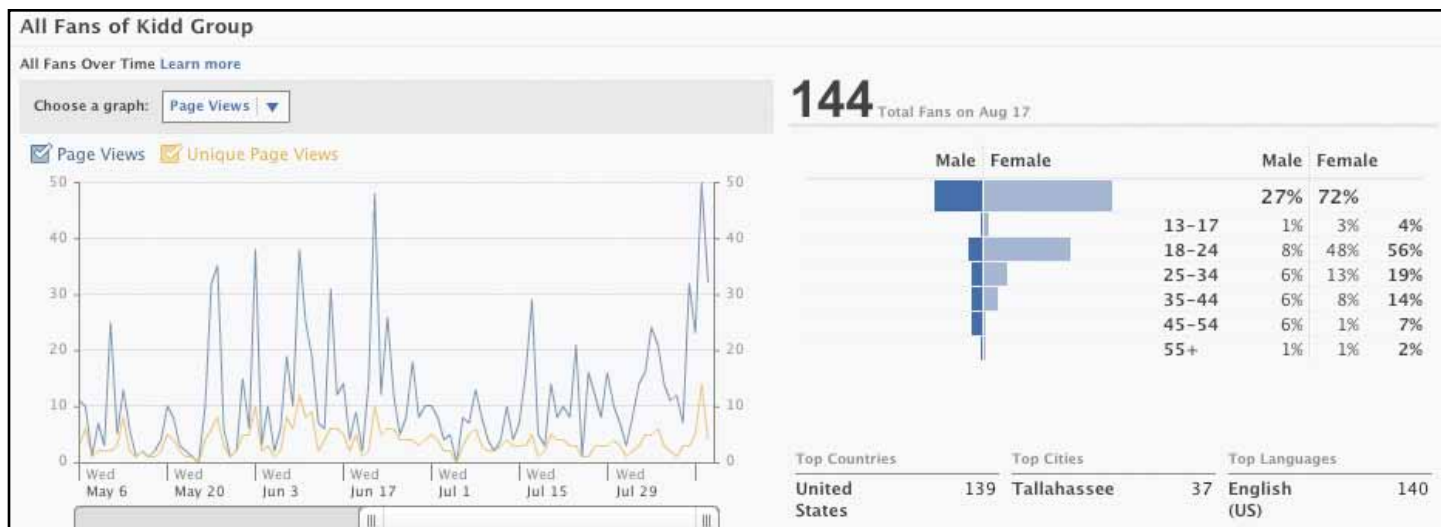 All Fans of Kidd Group
All Fans Over Time Learn more
Choose a graph: Page Views
Page Views Unique Page Views
50 50
40 40
30 30
20 20
10 10
0 0
Wed Wed Wed Wed Wed Wed Wed
May 6 May 20 Jun 3 Jun 17 Jul 1 Jul 15 Jul 29
144 Total Fans on Aug 17
Male Female Male Female
27% 72%
13-17 1% 3% 4%
18-24 8% 48% 56%
25-34 6% 13% 19%
35-44 6% 8% 14%
45-54 6% 1% 7%
55+ 1% 1% 2%
Top Countries Top Cities Top Languages
United States 139 Tallahassee 37 English (US) 140